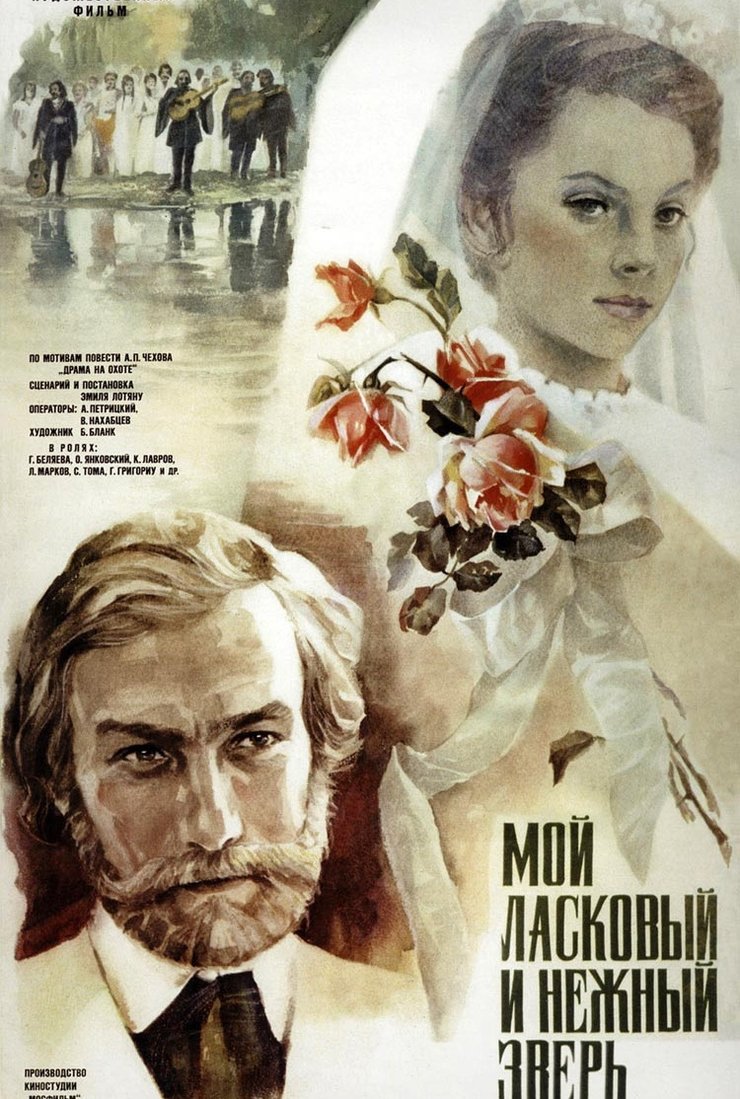 ФИЛЬМ
ПО МОТИВАМ ПОВЕСТИ А.П. ЧЕХОВА
„ДРАМА НА ОХОТЕ"
СЦЕНАРИЙ И ПОСТАНОВКА
ЭМИЛЯ ЛОТЯНУ
ОПЕРАТОРЫ: А. ПЕТРИЦКИЙ,
В. НАХАБЦЕВ
ХУДОЖНИК Б. БЛАНК
В РОЛЯХ:
Г. БЕЛЯЕВА, О. ЯНКОВСКИЙ, К. ЛАВРОВ,
Л. МАРКОВ, С. ТОМА, Г. ГРИГОРИУ И ДР.
МОЙ
ЛАСКОВЫЙ
И НЕЖНЫЙ
ЗВЕРЬ
ПРОИЗВОДСТВО
КИНОСТУДИИ
„МОСФИЛЬМ"